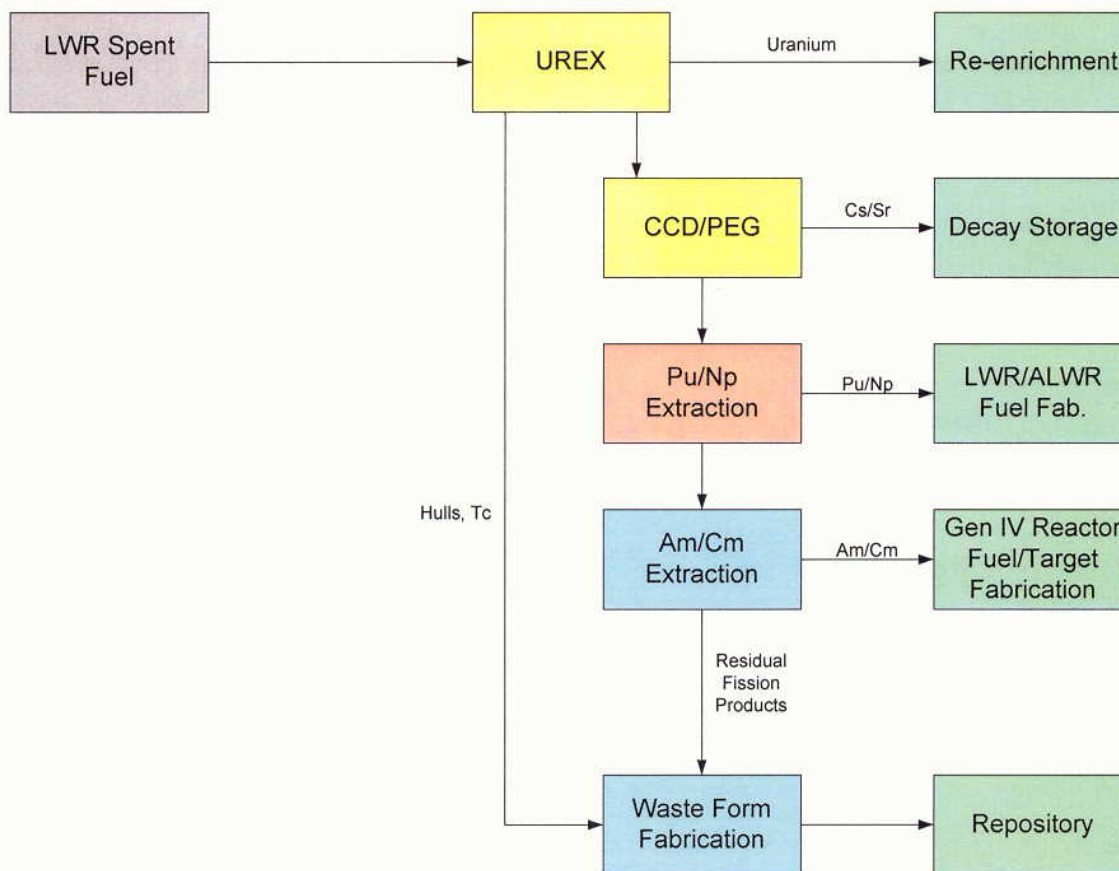 LWR Spent
Fuel
UREX
Uranium
Re-enrichment
CCD/PEG
Cs/Sr
Decay Storage
Pu/Np
Extraction
Pu/Np
LWR/ALWR
Fuel Fab.
Hulls, Tc
Am/Cm
Extraction
Am/Cm
Gen IV Reactor
Fuel/Target
Fabrication
Residual
Fission
Products
Waste Form
Fabrication
Repository